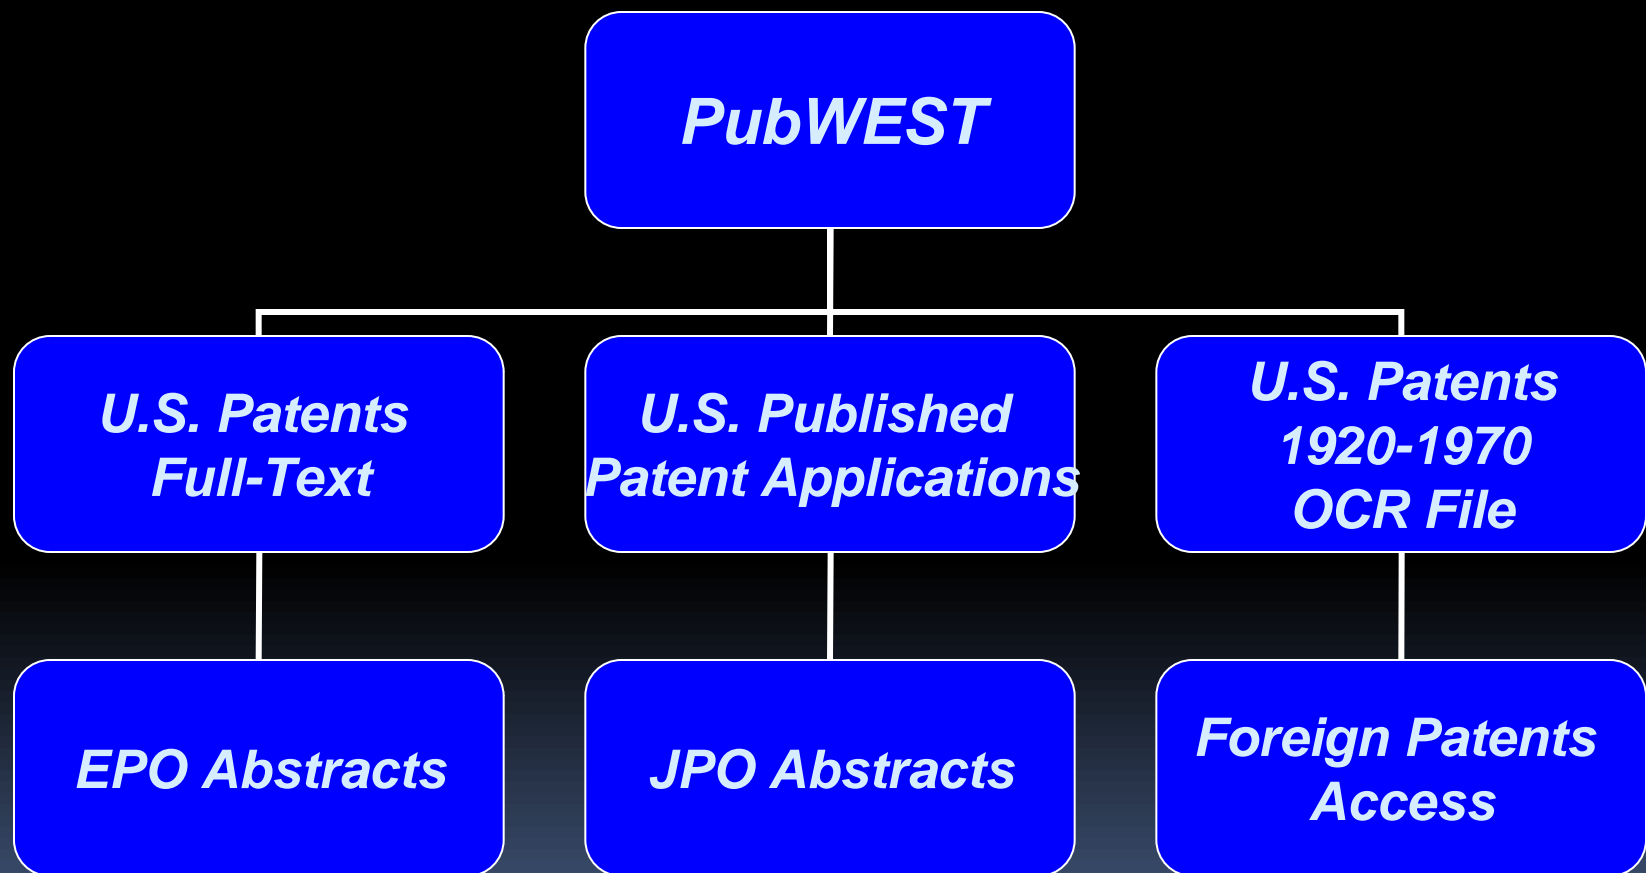 PubWEST
U.S. Patents
Full-Text
U.S. Published
Patent Applications
U.S. Patents
1920-1970
OCR File
EPO Abstracts
JPO Abstracts
Foreign Patents
Access